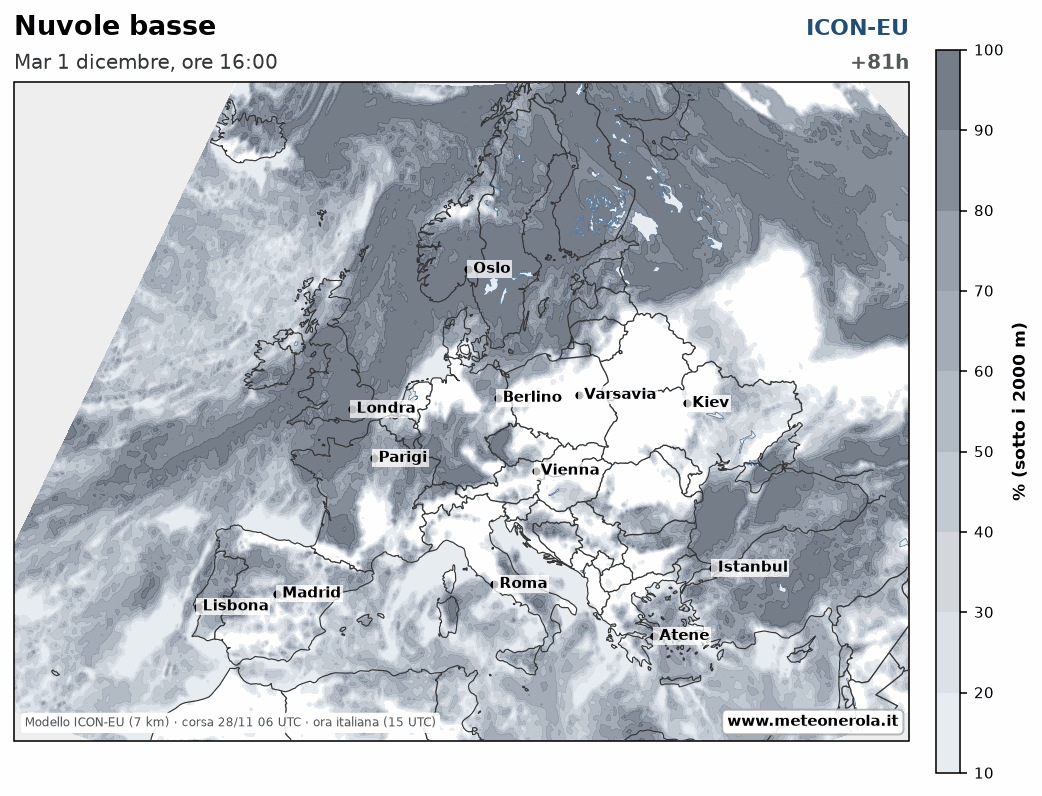 Nuvole basse
ICON-EU
Mar 1 dicembre, ore 16:00
+81h
100
90
80
70
60
50
40
30
20
10
% (sotto i 2000 m)
Oslo
Londra
Berlino
Varsavia
Kiev
Parigi
Vienna
Istanbul
Roma
Madrid
Lisbona
Atene
Modello ICON-EU (7 km) · corsa 28/11 06 UTC · ora italiana (15 UTC)
www.meteonerola.it